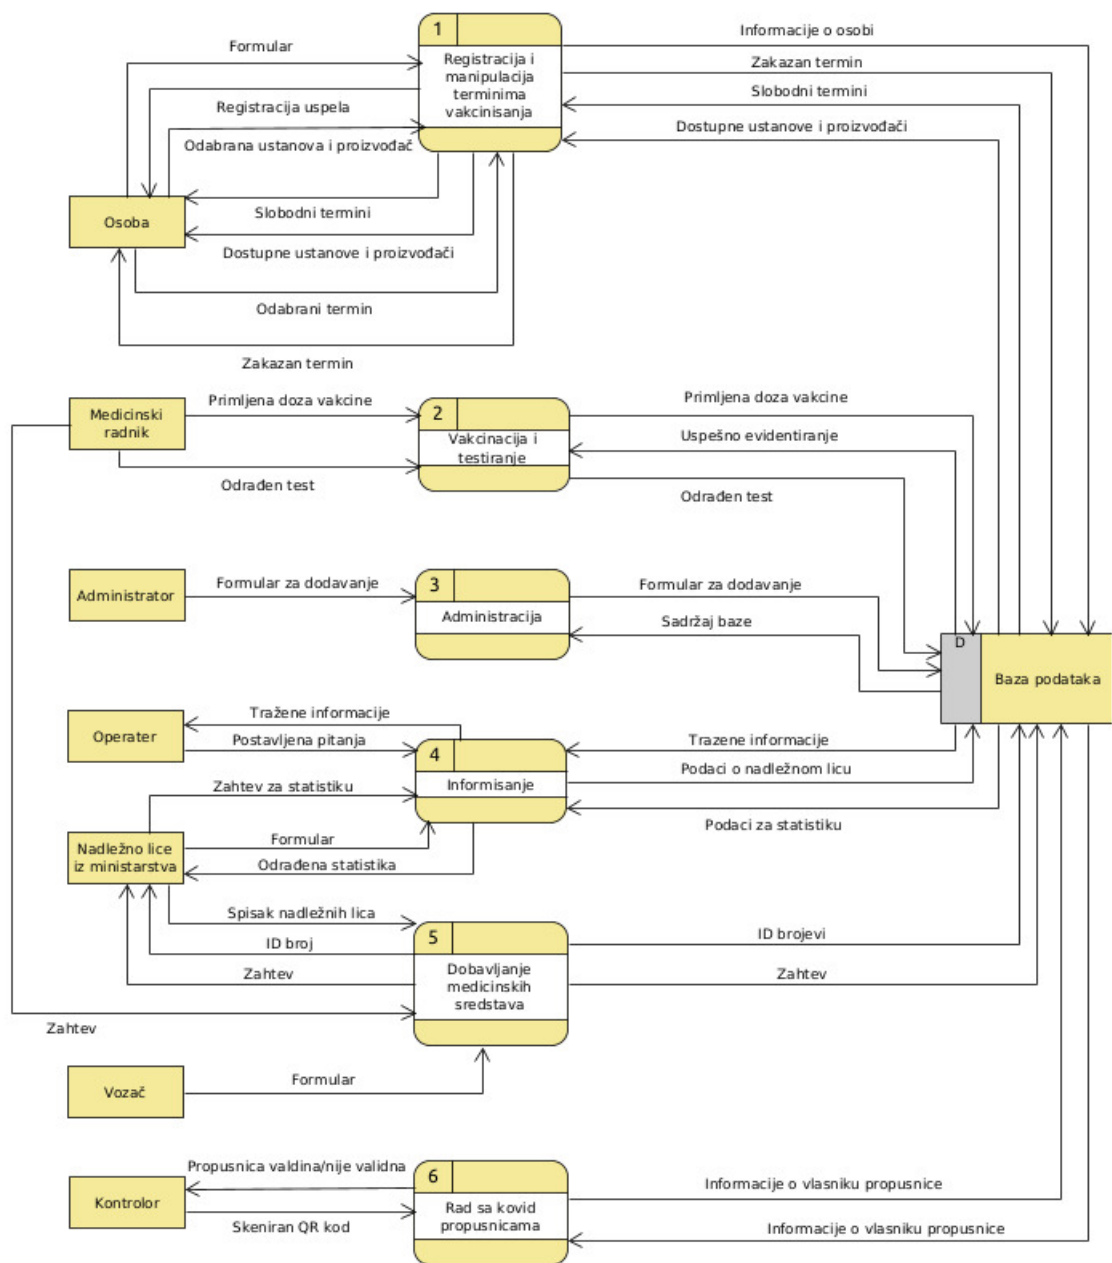 1
Informacije o osobi
Formular
Registracija i
manipulacija
terminima
vakcinisanja
Zakazan termin
Slobodni termini
Registracija uspela
Dostupne ustanove i proizvođači
Odabrana ustanova i proizvođač
Osoba
Slobodni termini
Dostupne ustanove i proizvođači
Odabrani termin
Zakazan termin
Medicinski
radnik
Primljena doza vakcine
2
Vakcinacija i
testiranje
Primljena doza vakcine
Uspešno evidentiranje
Odrađen test
Odrađen test
Administrator
Formular za dodavanje
3
Administracija
Formular za dodavanje
Sadržaj baze
D
Baza podataka
Operater
Tražene informacije
Postavljena pitanja
4
Informisanje
Trazene informacije
Podaci o nadležnom licu
Podaci za statistiku
Zahtev za statistiku
Nadležno lice
iz ministarstva
Formular
Odrađena statistika
Spisak nadležnih lica
ID broj
Zahtev
5
Dobavljanje
medicinskih
sredstava
ID brojevi
Zahtev
Zahtev
Vozač
Formular
Kontrolor
Propusnica valdina/nije validna
Skeniran QR kod
6
Rad sa kovid
propusnicama
Informacije o vlasniku propusnice
Informacije o vlasniku propusnice